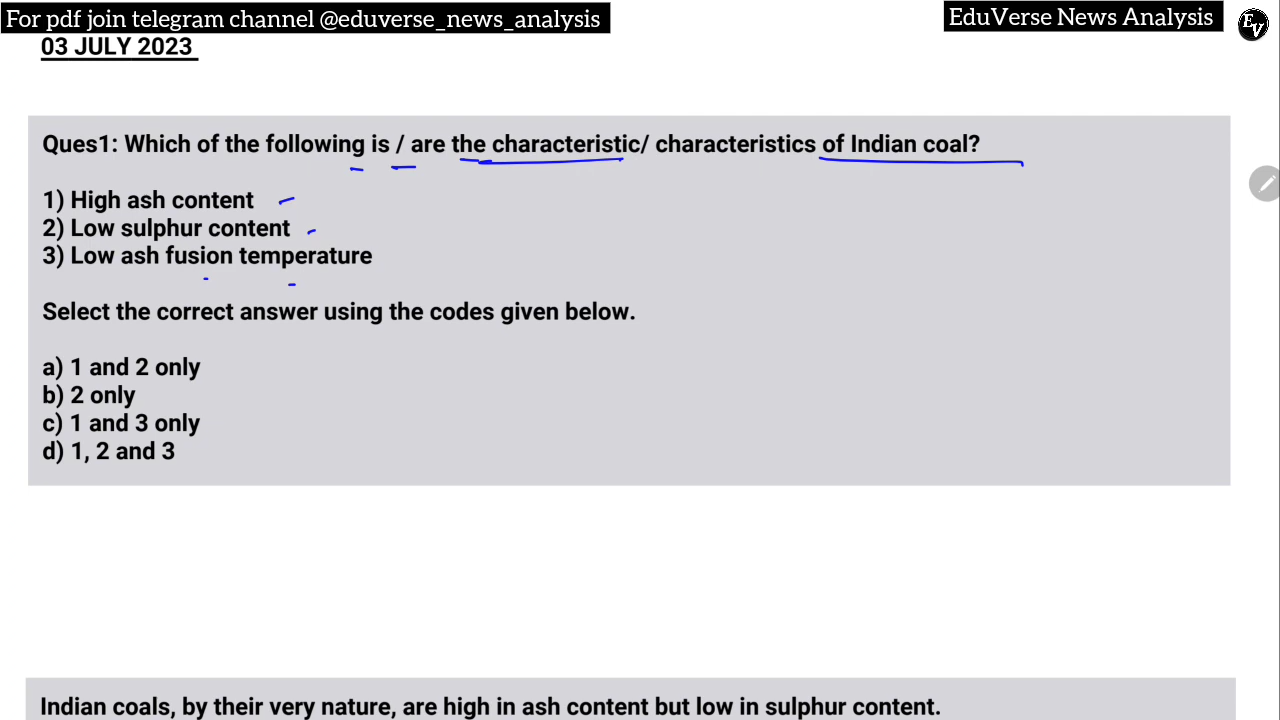 For pdf join telegram channel @eduverse_news_analysis
EduVerse News Analysis
EV
03 JULY 2023
Ques1: Which of the following is / are the characteristic/ characteristics of Indian coal?
1) High ash content
2) Low sulphur content
3) Low ash fusion temperature
Select the correct answer using the codes given below.
a) 1 and 2 only
b) 2 only
c) 1 and 3 only
d) 1, 2 and 3
Indian coals, by their very nature, are high in ash content but low in sulphur content.